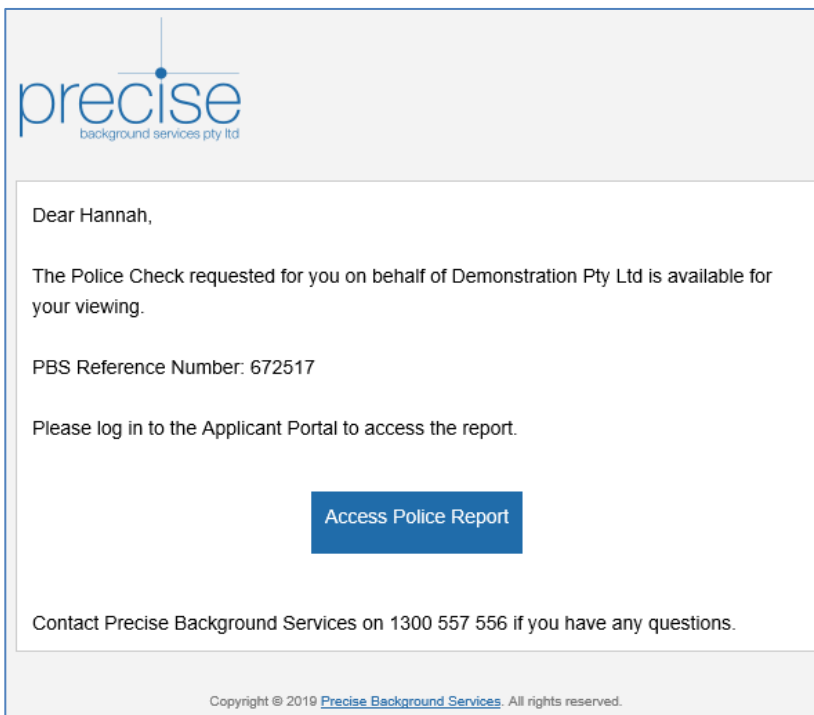 precise
background services pty ltd
Dear Hannah,
The Police Check requested for you on behalf of Demonstration Pty Ltd is available for
your viewing.
PBS Reference Number: 672517
Please log in to the Applicant Portal to access the report.
Access Police Report
Contact Precise Background Services on 1300 557 556 if you have any questions.
Copyright © 2019 Precise Background Services. All rights reserved.